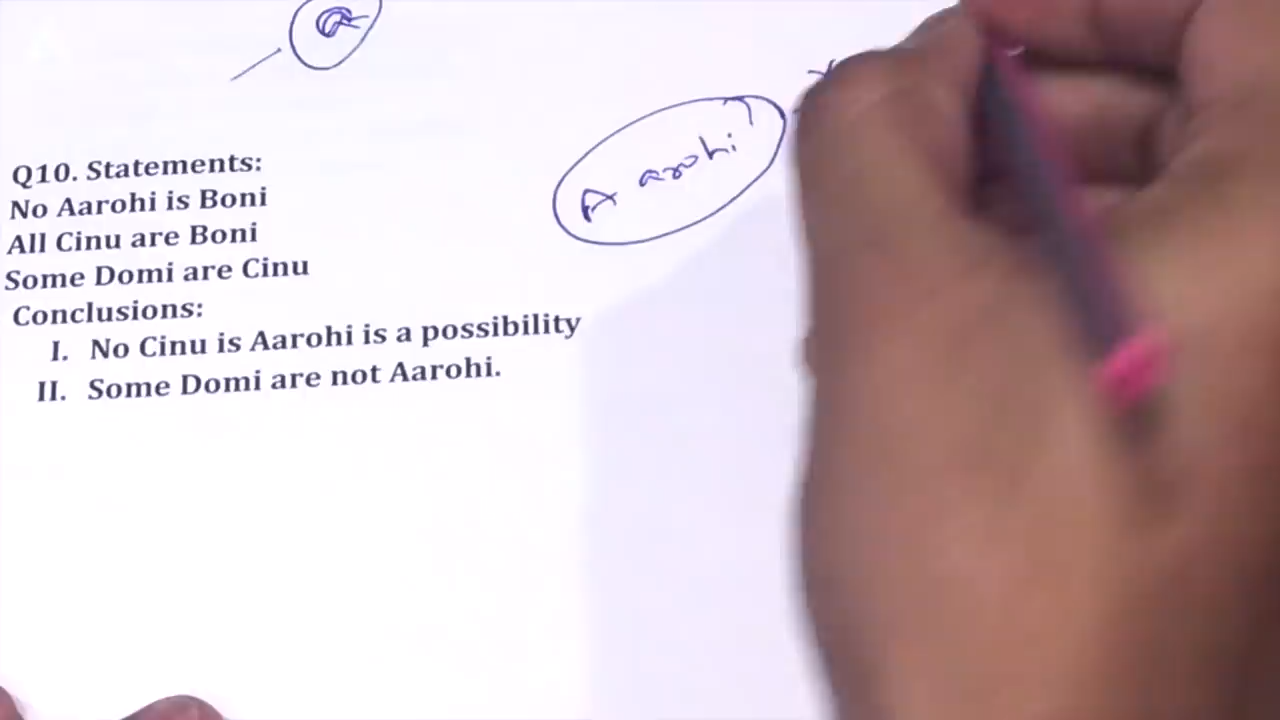 Aarohi
Q10. Statements:
No Aarohi is Boni
All Cinu are Boni
Some Domi are Cinu
Conclusions:
I. No Cinu is Aarohi is a possibility
II. Some Domi are not Aarohi.